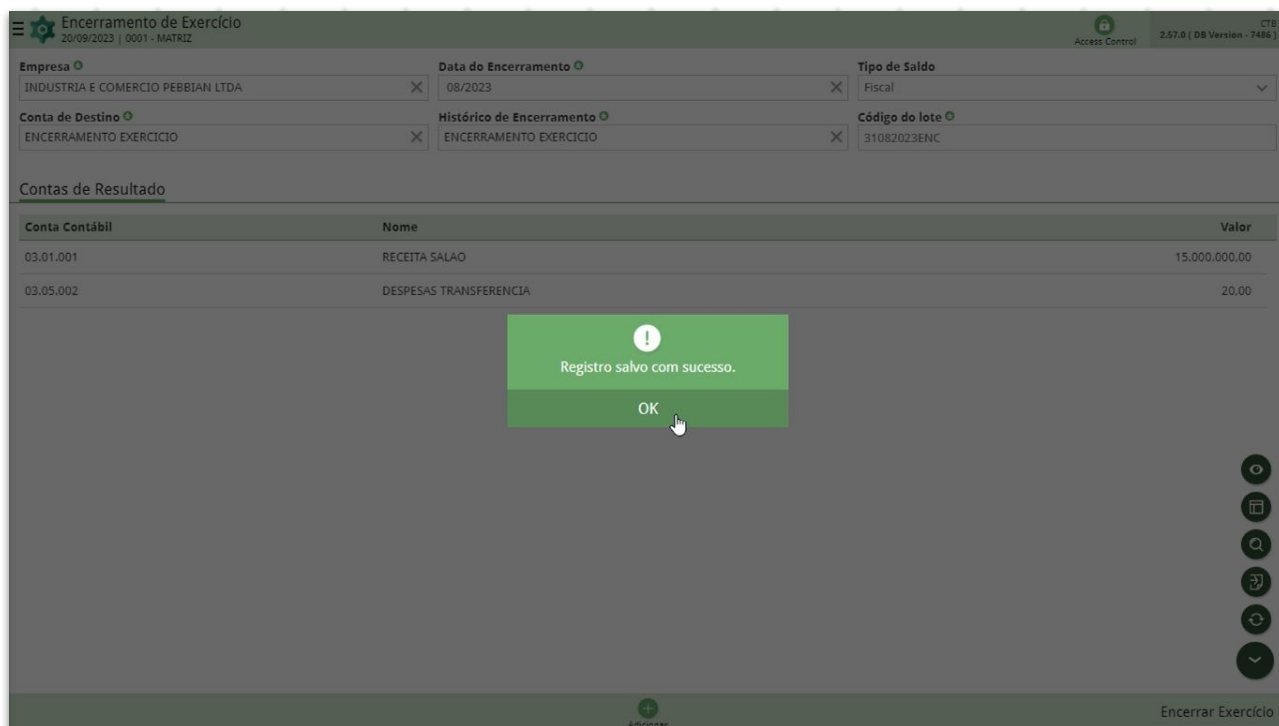 Encerramento de Exercício
20/09/2023 | 0001 - MATRIZ
Access Control
CTB
2.57.0 ( DB Version - 7486 )
Empresa
Data do Encerramento
Tipo de Saldo
INDUSTRIA E COMERCIO PEBBIAN LTDA
08/2023
Fiscal
Conta de Destino
Histórico de Encerramento
Código do lote
ENCERRAMENTO EXERCICIO
ENCERRAMENTO EXERCICIO
31082023ENC
Contas de Resultado
Conta Contábil
Nome
Valor
03.01.001
RECEITA SALAO
15.000.000,00
03.05.002
DESPESAS TRANSFERENCIA
20,00
Registro salvo com sucesso.
OK
Adicionar
Encerrar Exercício